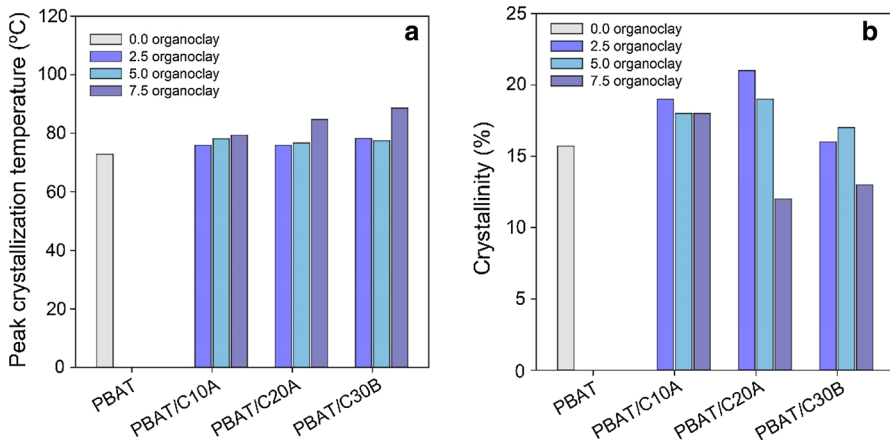 a
Peak crystallization temperature (ºC)
120
100
80
60
40
20
0
0.0 organoclay
2.5 organoclay
5.0 organoclay
7.5 organoclay
PBAT
PBAT/C10A
PBAT/C20A
PBAT/C30B
b
Crystallinity (%)
25
20
15
10
5
0
0.0 organoclay
2.5 organoclay
5.0 organoclay
7.5 organoclay
PBAT
PBAT/C10A
PBAT/C20A
PBAT/C30B